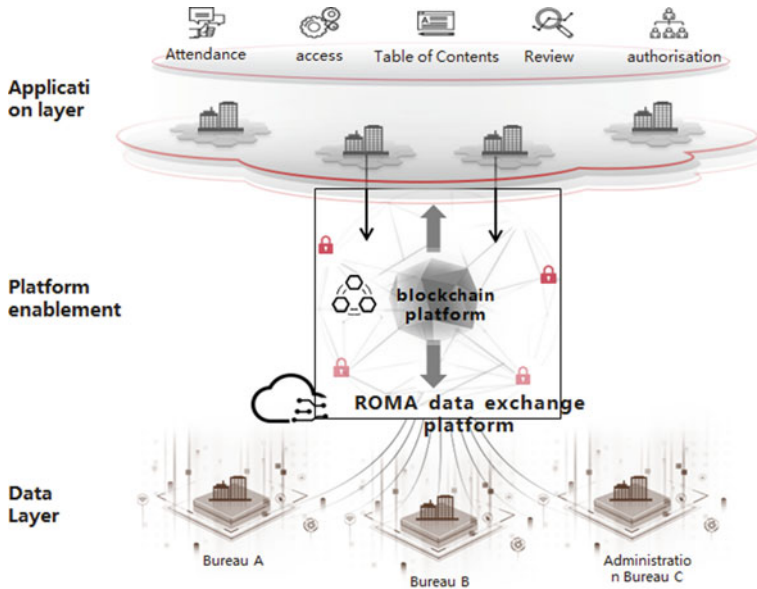 Attendance
access
Table of Contents
Review
authorisation
Applicati
on layer
Platform
enablement
blockchain
platform
ROMA data exchange
platform
Data
Layer
Bureau A
Bureau B
Administratio
n Bureau C